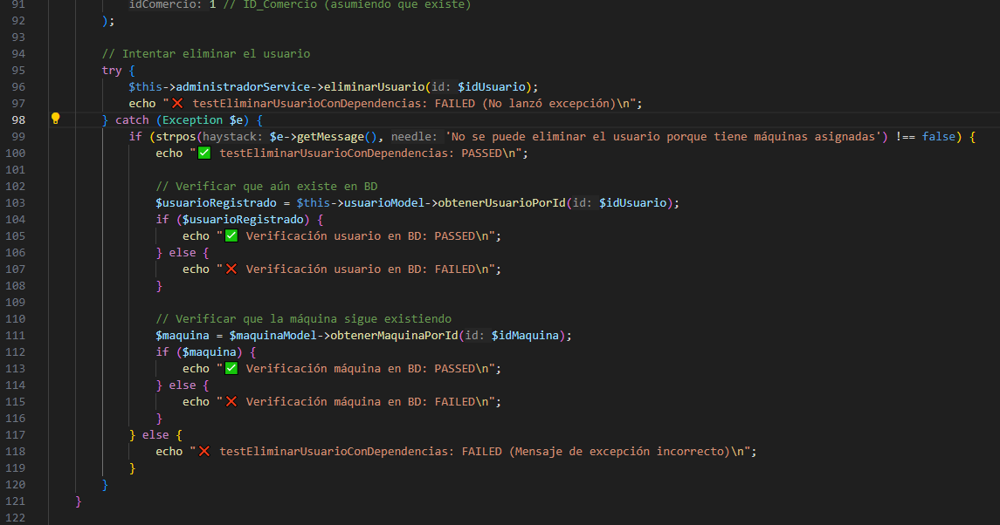 91 idComercio: 1 // ID_Comercio (asumiendo que existe)
92 );
93
94 // Intentar eliminar el usuario
95 try {
96 $this->administradorService->eliminarUsuario(id: $idUsuario);
97 echo "❌ testEliminarUsuarioConDependencias: FAILED (No lanzó excepción)\n";
98 } catch (Exception $e) {
99 if (strpos(haystack: $e->getMessage(), needle: 'No se puede eliminar el usuario porque tiene máquinas asignadas') !== false) {
100 echo "✅ testEliminarUsuarioConDependencias: PASSED\n";
101
102 // Verificar que aún existe en BD
103 $usuarioRegistrado = $this->usuarioModel->obtenerUsuarioPorId(id: $idUsuario);
104 if ($usuarioRegistrado) {
105 echo "✅ Verificación usuario en BD: PASSED\n";
106 } else {
107 echo "❌ Verificación usuario en BD: FAILED\n";
108 }
109
110 // Verificar que la máquina sigue existiendo
111 $maquina = $maquinaModel->obtenerMaquinaPorId(id: $idMaquina);
112 if ($maquina) {
113 echo "✅ Verificación máquina en BD: PASSED\n";
114 } else {
115 echo "❌ Verificación máquina en BD: FAILED\n";
116 }
117 } else {
118 echo "❌ testEliminarUsuarioConDependencias: FAILED (Mensaje de excepción incorrecto)\n";
119 }
120 }
121 }
122